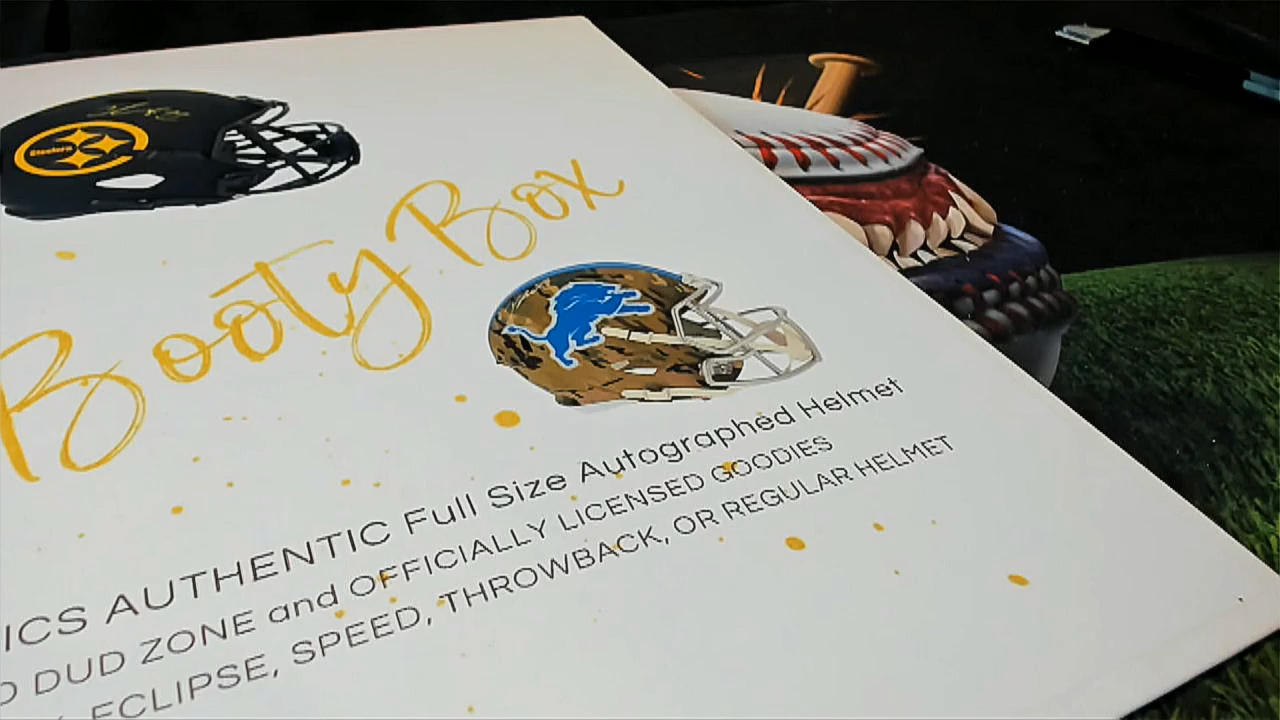 Steelers
Booty Box
ICS AUTHENTIC Full Size Autographed Helmet
DUD ZONE and OFFICIALLY LICENSED GOODIES
ECLIPSE, SPEED, THROWBACK, OR REGULAR HELMET